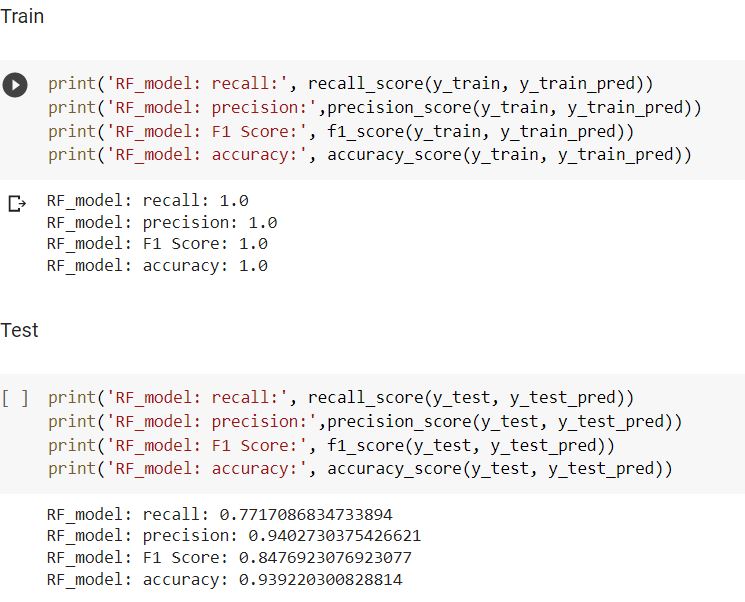 Train
print('RF_model: recall:', recall_score(y_train, y_train_pred))
print('RF_model: precision:',precision_score(y_train, y_train_pred))
print('RF_model: F1 Score:', f1_score(y_train, y_train_pred))
print('RF_model: accuracy:', accuracy_score(y_train, y_train_pred))
RF_model: recall: 1.0
RF_model: precision: 1.0
RF_model: F1 Score: 1.0
RF_model: accuracy: 1.0
Test
[ ] print('RF_model: recall:', recall_score(y_test, y_test_pred))
print('RF_model: precision:',precision_score(y_test, y_test_pred))
print('RF_model: F1 Score:', f1_score(y_test, y_test_pred))
print('RF_model: accuracy:', accuracy_score(y_test, y_test_pred))
RF_model: recall: 0.7717086834733894
RF_model: precision: 0.9402730375426621
RF_model: F1 Score: 0.8476923076923077
RF_model: accuracy: 0.939220300828814